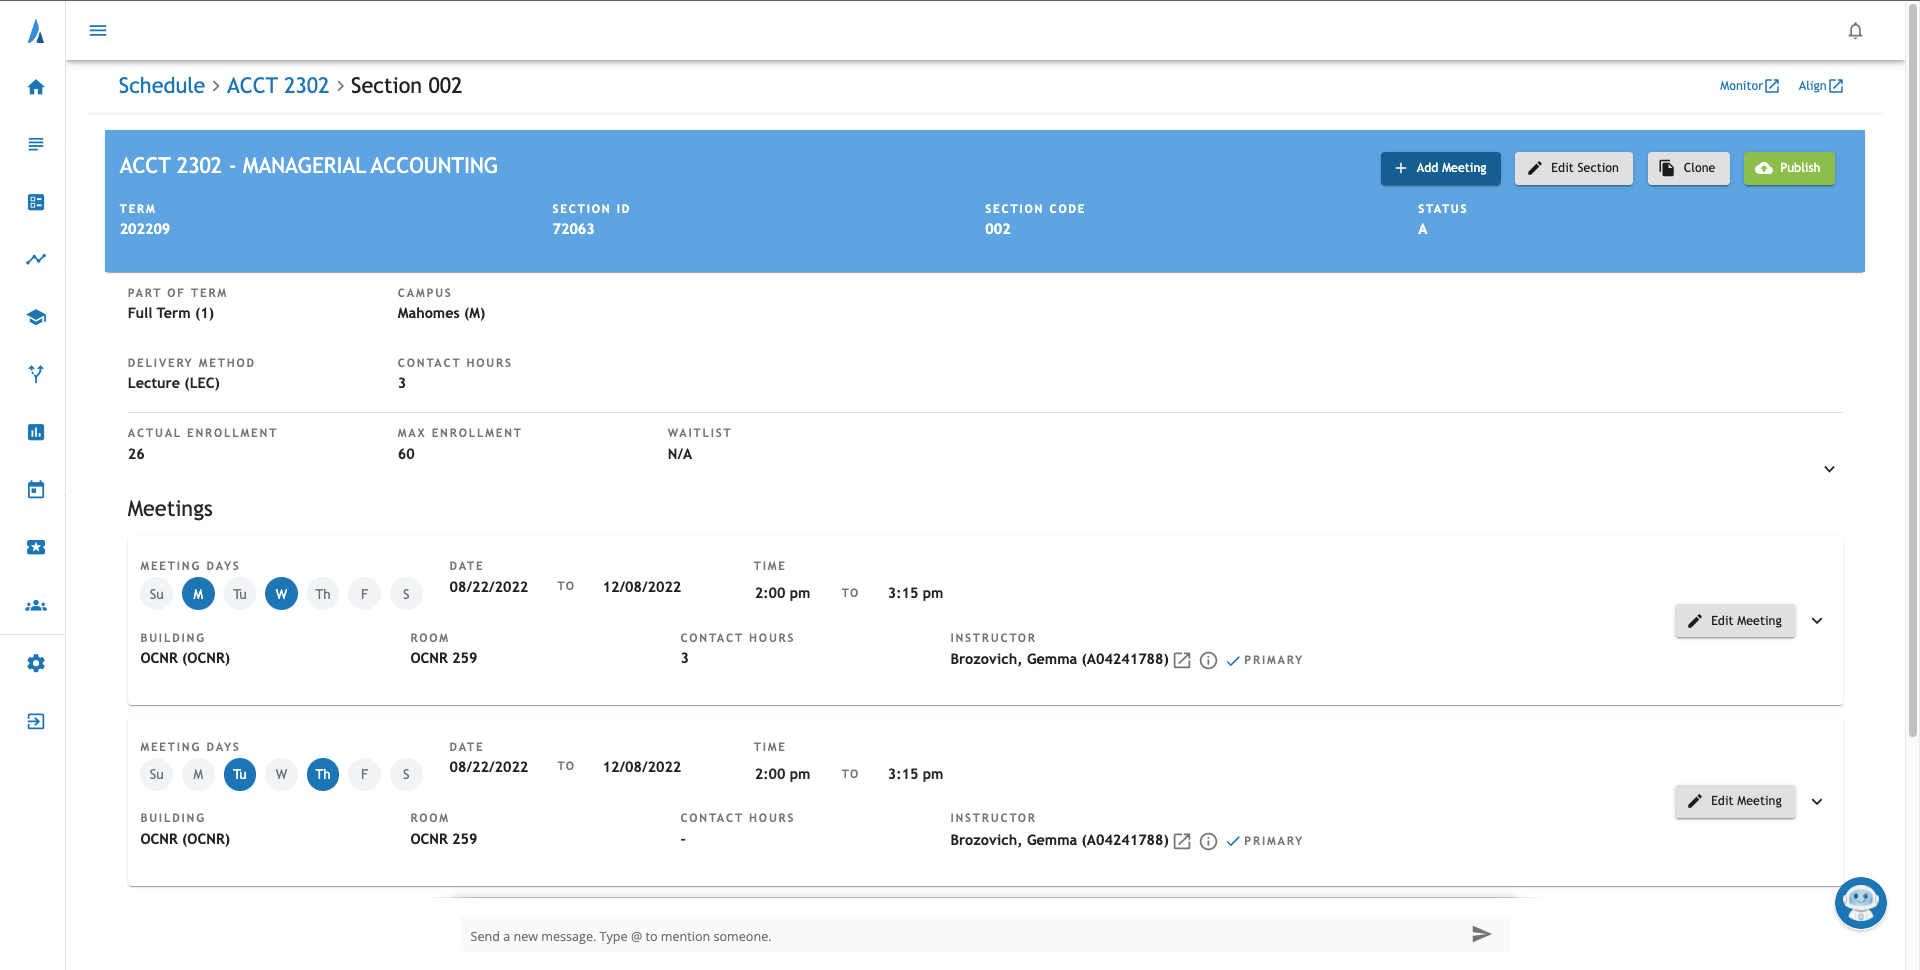 Schedule > ACCT 2302 > Section 002
Monitor Align
ACCT 2302 - MANAGERIAL ACCOUNTING
Add Meeting Edit Section Clone Publish
TERM SECTION ID SECTION CODE STATUS
202209 72063 002 A
PART OF TERM CAMPUS
Full Term (1) Mahomes (M)
DELIVERY METHOD CONTACT HOURS
Lecture (LEC) 3
ACTUAL ENROLLMENT MAX ENROLLMENT WAITLIST
26 60 N/A
Meetings
MEETING DAYS DATE TIME
Su M Tu W Th F S 08/22/2022 TO 12/08/2022 2:00 pm TO 3:15 pm
Edit Meeting
BUILDING ROOM CONTACT HOURS INSTRUCTOR
OCNR (OCNR) OCNR 259 3 Brozovich, Gemma (A04241788) PRIMARY
MEETING DAYS DATE TIME
Su M Tu W Th F S 08/22/2022 TO 12/08/2022 2:00 pm TO 3:15 pm
Edit Meeting
BUILDING ROOM CONTACT HOURS INSTRUCTOR
OCNR (OCNR) OCNR 259 - Brozovich, Gemma (A04241788) PRIMARY
Send a new message. Type @ to mention someone.